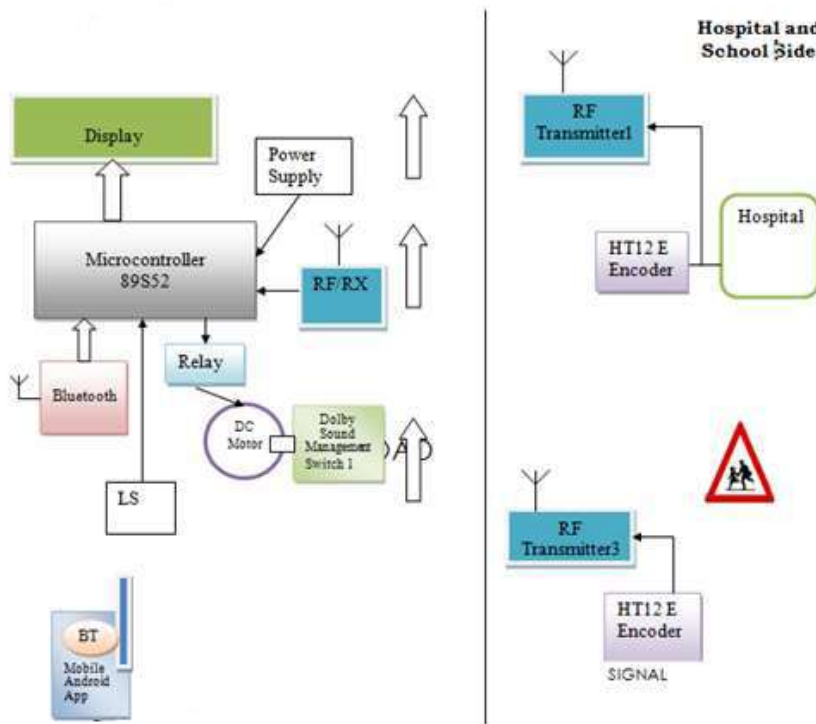 Display
Power
Supply
Microcontroller
89S52
RF/RX
Relay
Bluetooth
DC
Motor
Dolby
Sound
Management
Switch 1
LS
BT
Mobile
Android
App
Hospital and
School Side
RF
Transmitter1
Hospital
HT12 E
Encoder
RF
Transmitter3
HT12 E
Encoder
SIGNAL